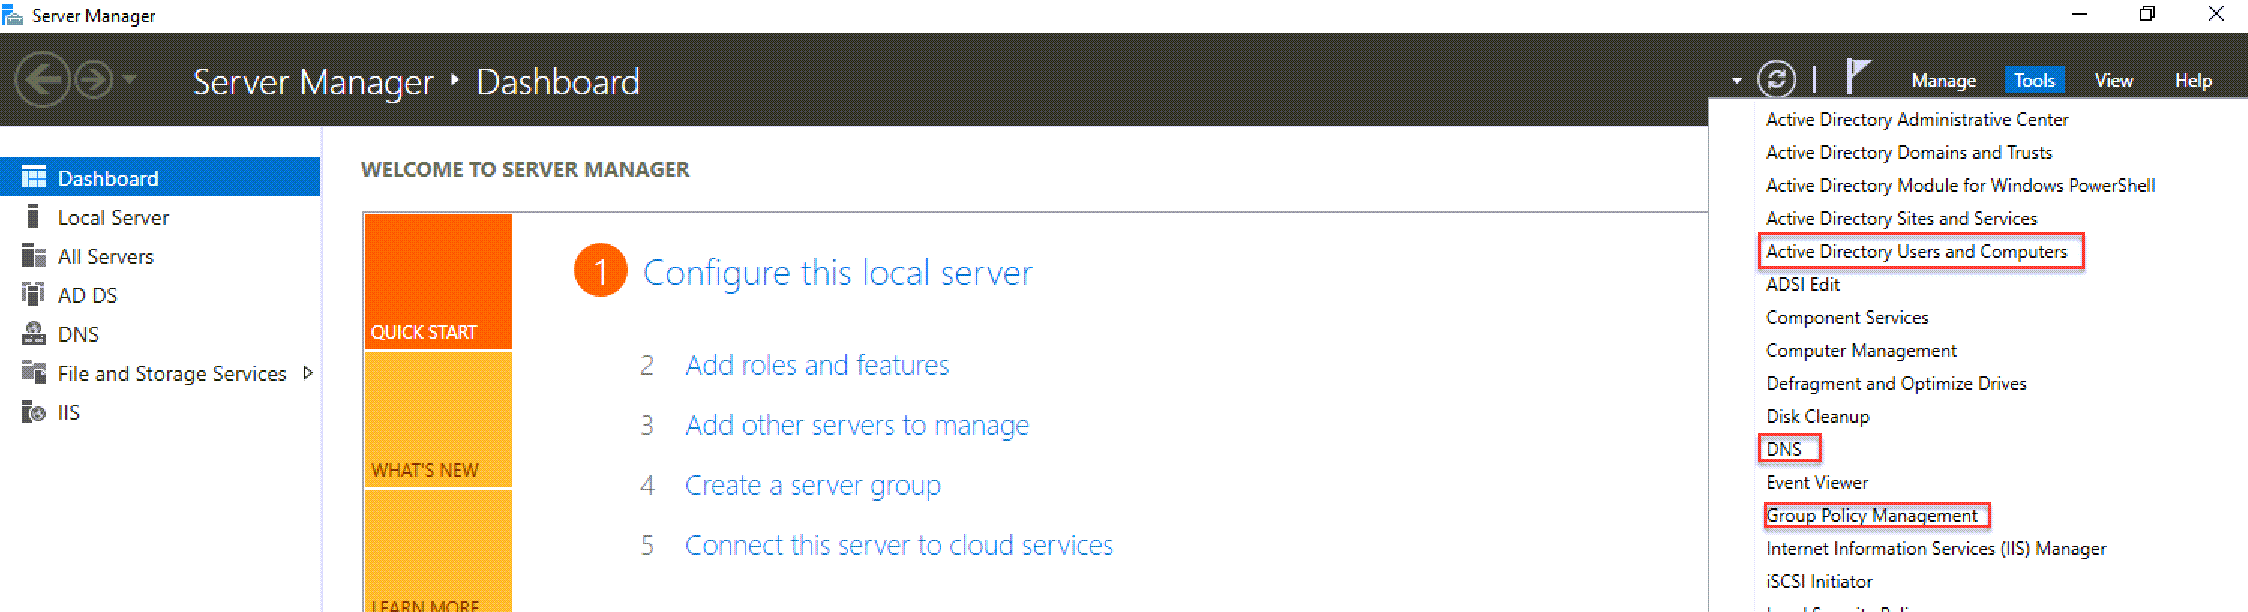 Server Manager
Server Manager ‣ Dashboard
Manage
Tools
View
Help
Dashboard
Local Server
All Servers
AD DS
DNS
File and Storage Services
IIS
WELCOME TO SERVER MANAGER
QUICK START
WHAT'S NEW
LEARN MORE
1 Configure this local server
2 Add roles and features
3 Add other servers to manage
4 Create a server group
5 Connect this server to cloud services
Active Directory Administrative Center
Active Directory Domains and Trusts
Active Directory Module for Windows PowerShell
Active Directory Sites and Services
Active Directory Users and Computers
ADSI Edit
Component Services
Computer Management
Defragment and Optimize Drives
Disk Cleanup
DNS
Event Viewer
Group Policy Management
Internet Information Services (IIS) Manager
iSCSI Initiator